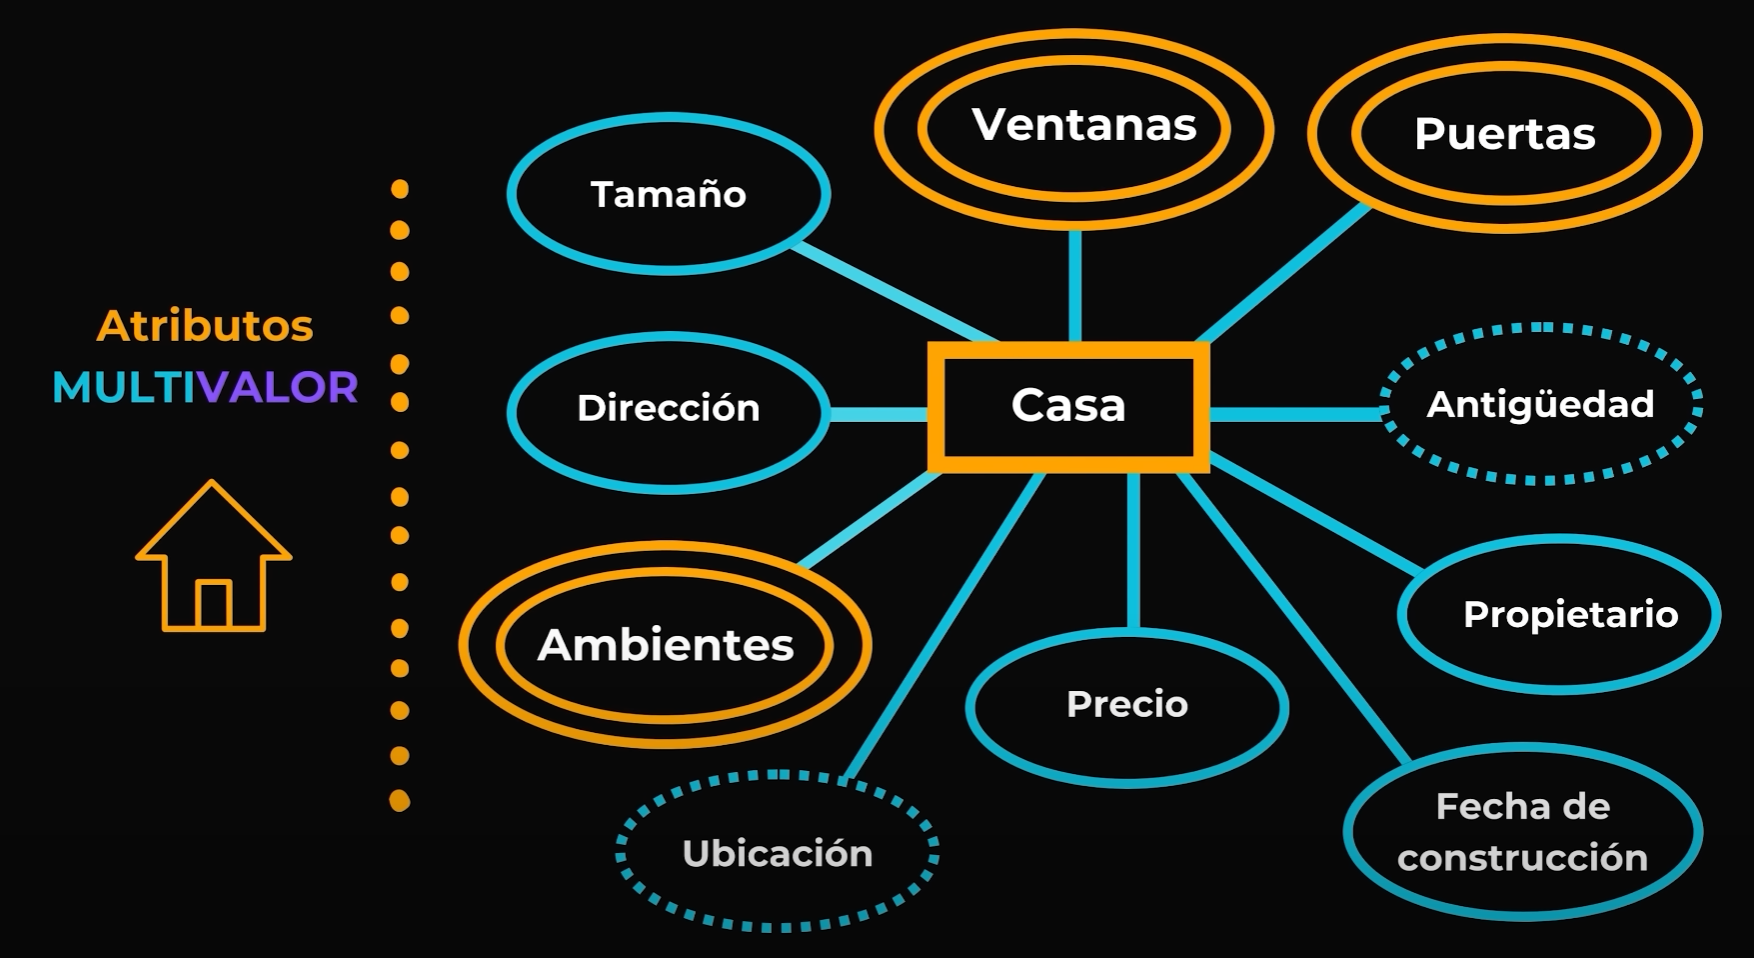 Atributos
MULTIVALOR
Ventanas
Puertas
Tamaño
Dirección
Casa
Antigüedad
Ambientes
Propietario
Precio
Ubicación
Fecha de
construcción